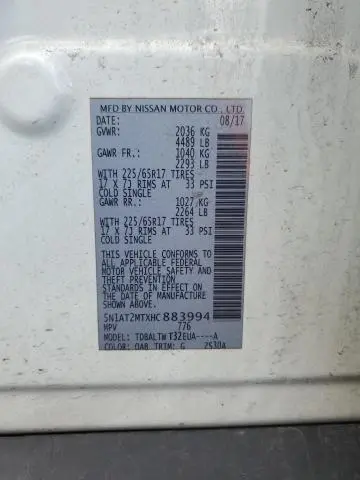 MFD BY NISSAN MOTOR CO., LTD.
DATE: 08/17
GVWR: 2036 KG
4489 LB
GAWR FR.: 1040 KG
2293 LB
WITH 225/65R17 TIRES
17 X 7J RIMS AT 33 PSI
COLD SINGLE
GAWR RR.: 1027 KG
2264 LB
WITH 225/65R17 TIRES
17 X 7J RIMS AT 33 PSI
COLD SINGLE
THIS VEHICLE CONFORMS TO
ALL APPLICABLE FEDERAL
MOTOR VEHICLE SAFETY AND
THEFT PREVENTION
STANDARDS IN EFFECT ON
THE DATE OF MANUFACTURE
SHOWN ABOVE.
5N1AT2MTXHC883994
MPV 776
MODEL: TDBALTW T32EUA----A
COLOR: QAB TRIM: G 2530A